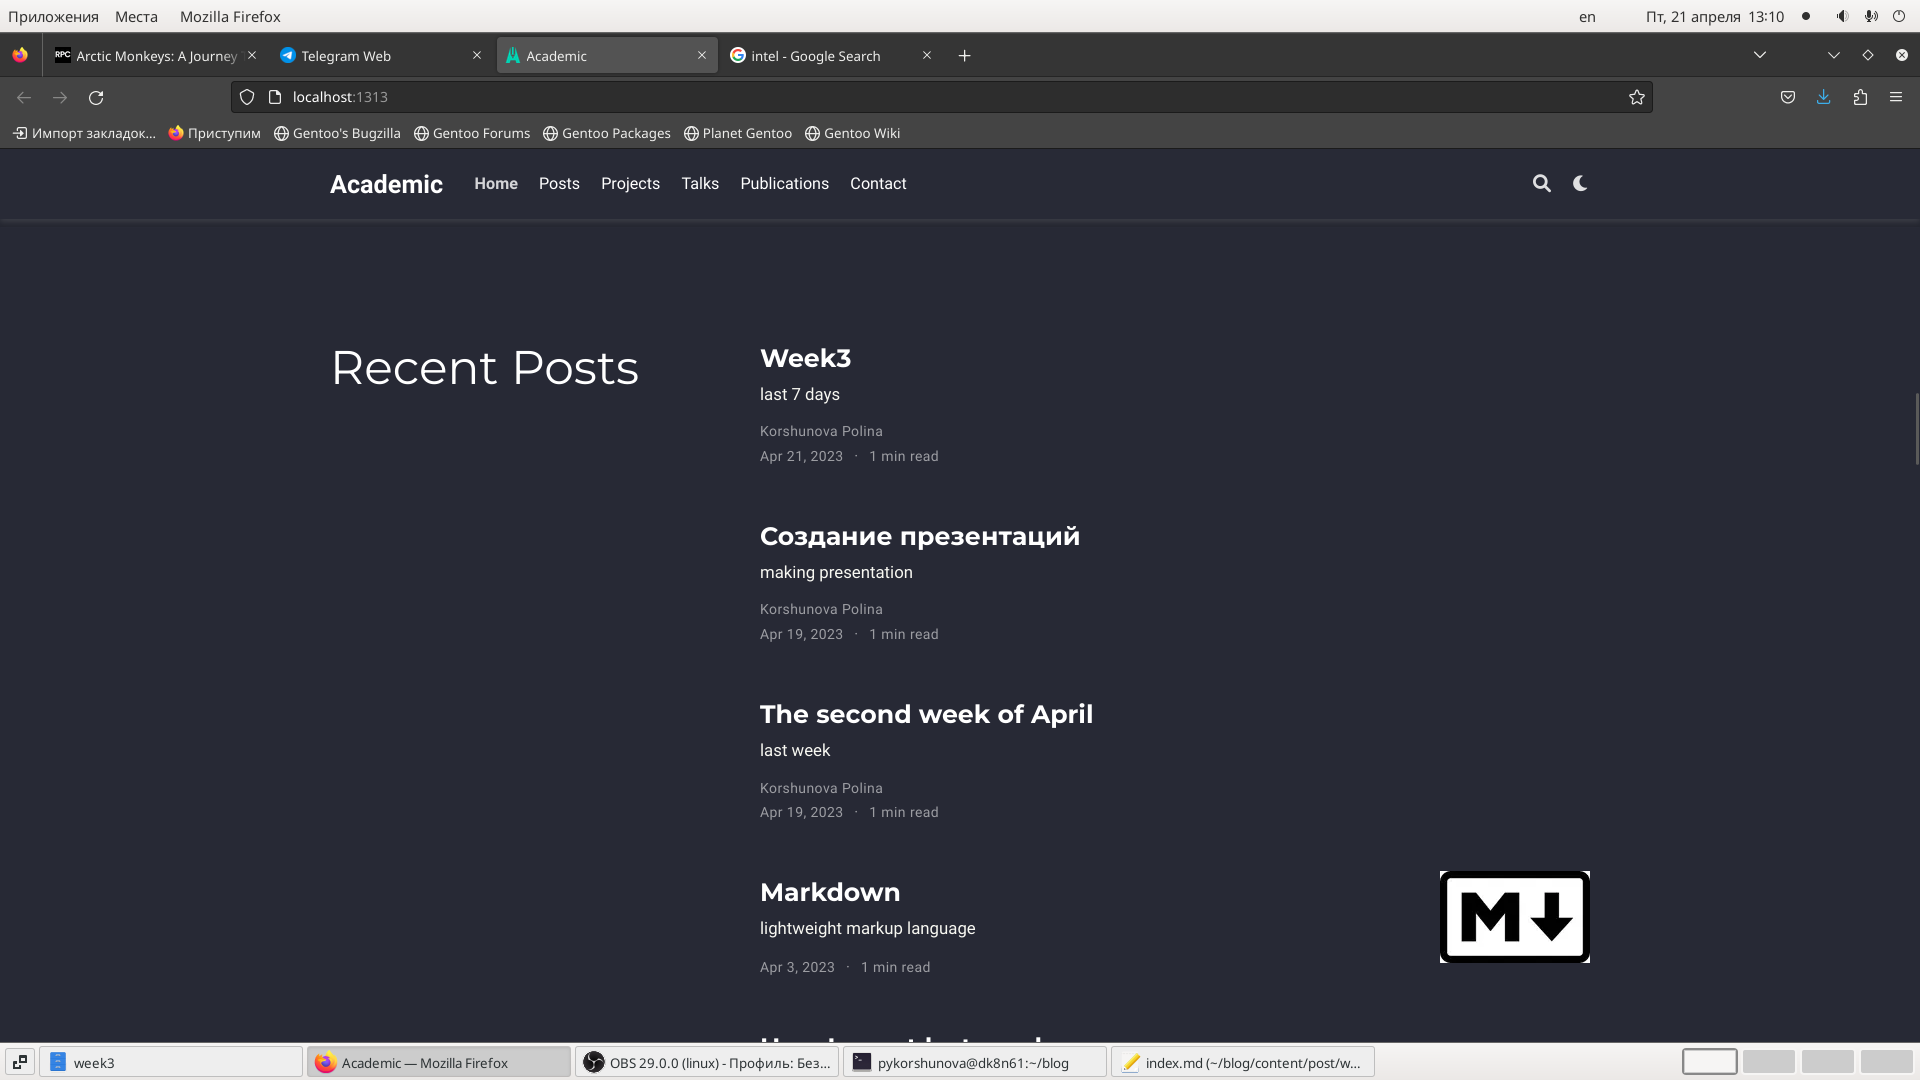 Приложения Места Mozilla Firefox en Пт, 21 апреля 13:10
RPC Arctic Monkeys: A Journey Telegram Web Academic intel - Google Search
localhost:1313
Импорт закладок... Приступим Gentoo's Bugzilla Gentoo Forums Gentoo Packages Planet Gentoo Gentoo Wiki
Academic Home Posts Projects Talks Publications Contact
Recent Posts
Week3
last 7 days
Korshunova Polina
Apr 21, 2023 · 1 min read
Создание презентаций
making presentation
Korshunova Polina
Apr 19, 2023 · 1 min read
The second week of April
last week
Korshunova Polina
Apr 19, 2023 · 1 min read
Markdown
lightweight markup language
Apr 3, 2023 · 1 min read
M
week3 Academic — Mozilla Firefox OBS 29.0.0 (linux) - Профиль: Без... pykorshunova@dk8n61:~/blog index.md (~/blog/content/post/w...